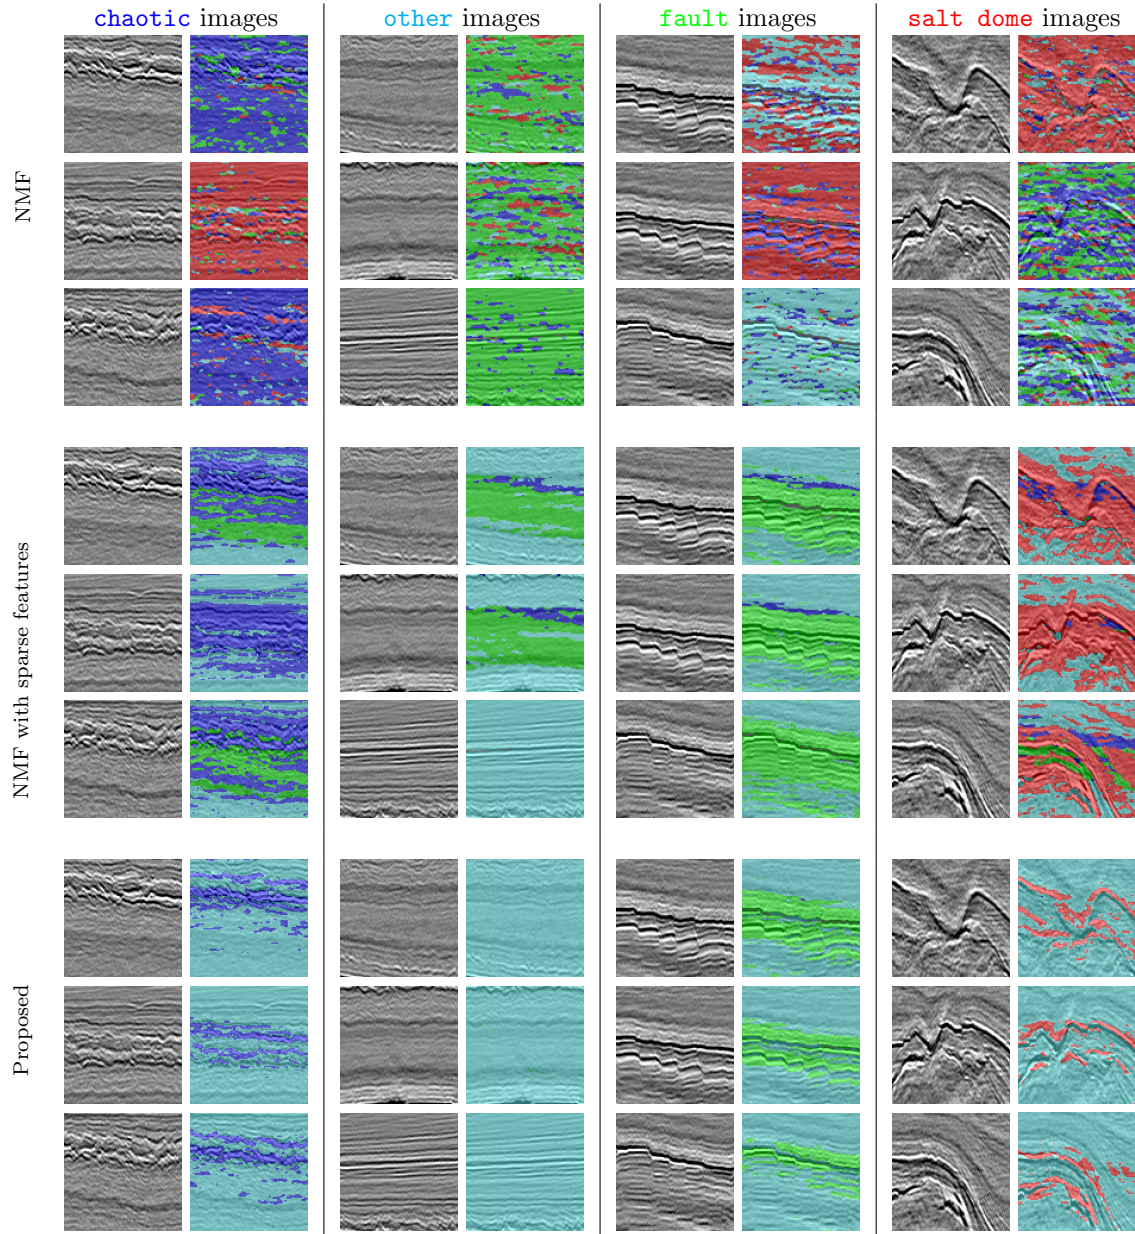 chaotic images other images fault images salt dome images
NMF
NMF with sparse features
Proposed